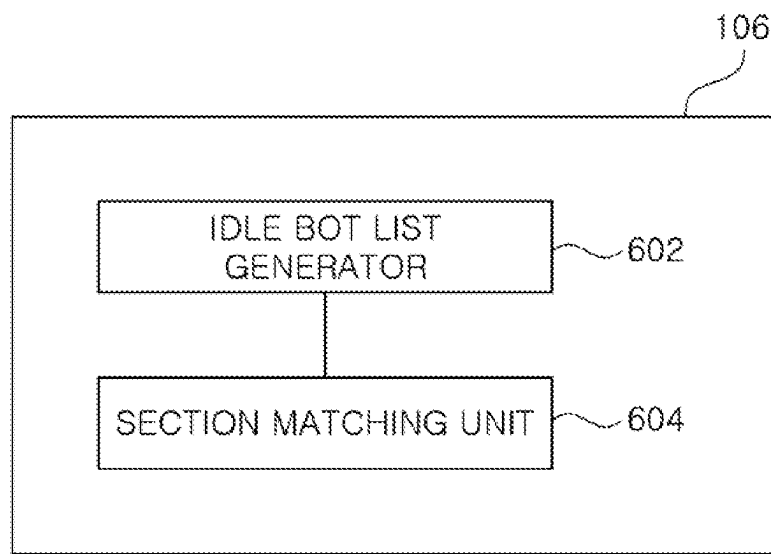 106
IDLE BOT LIST
GENERATOR
602
SECTION MATCHING UNIT
604